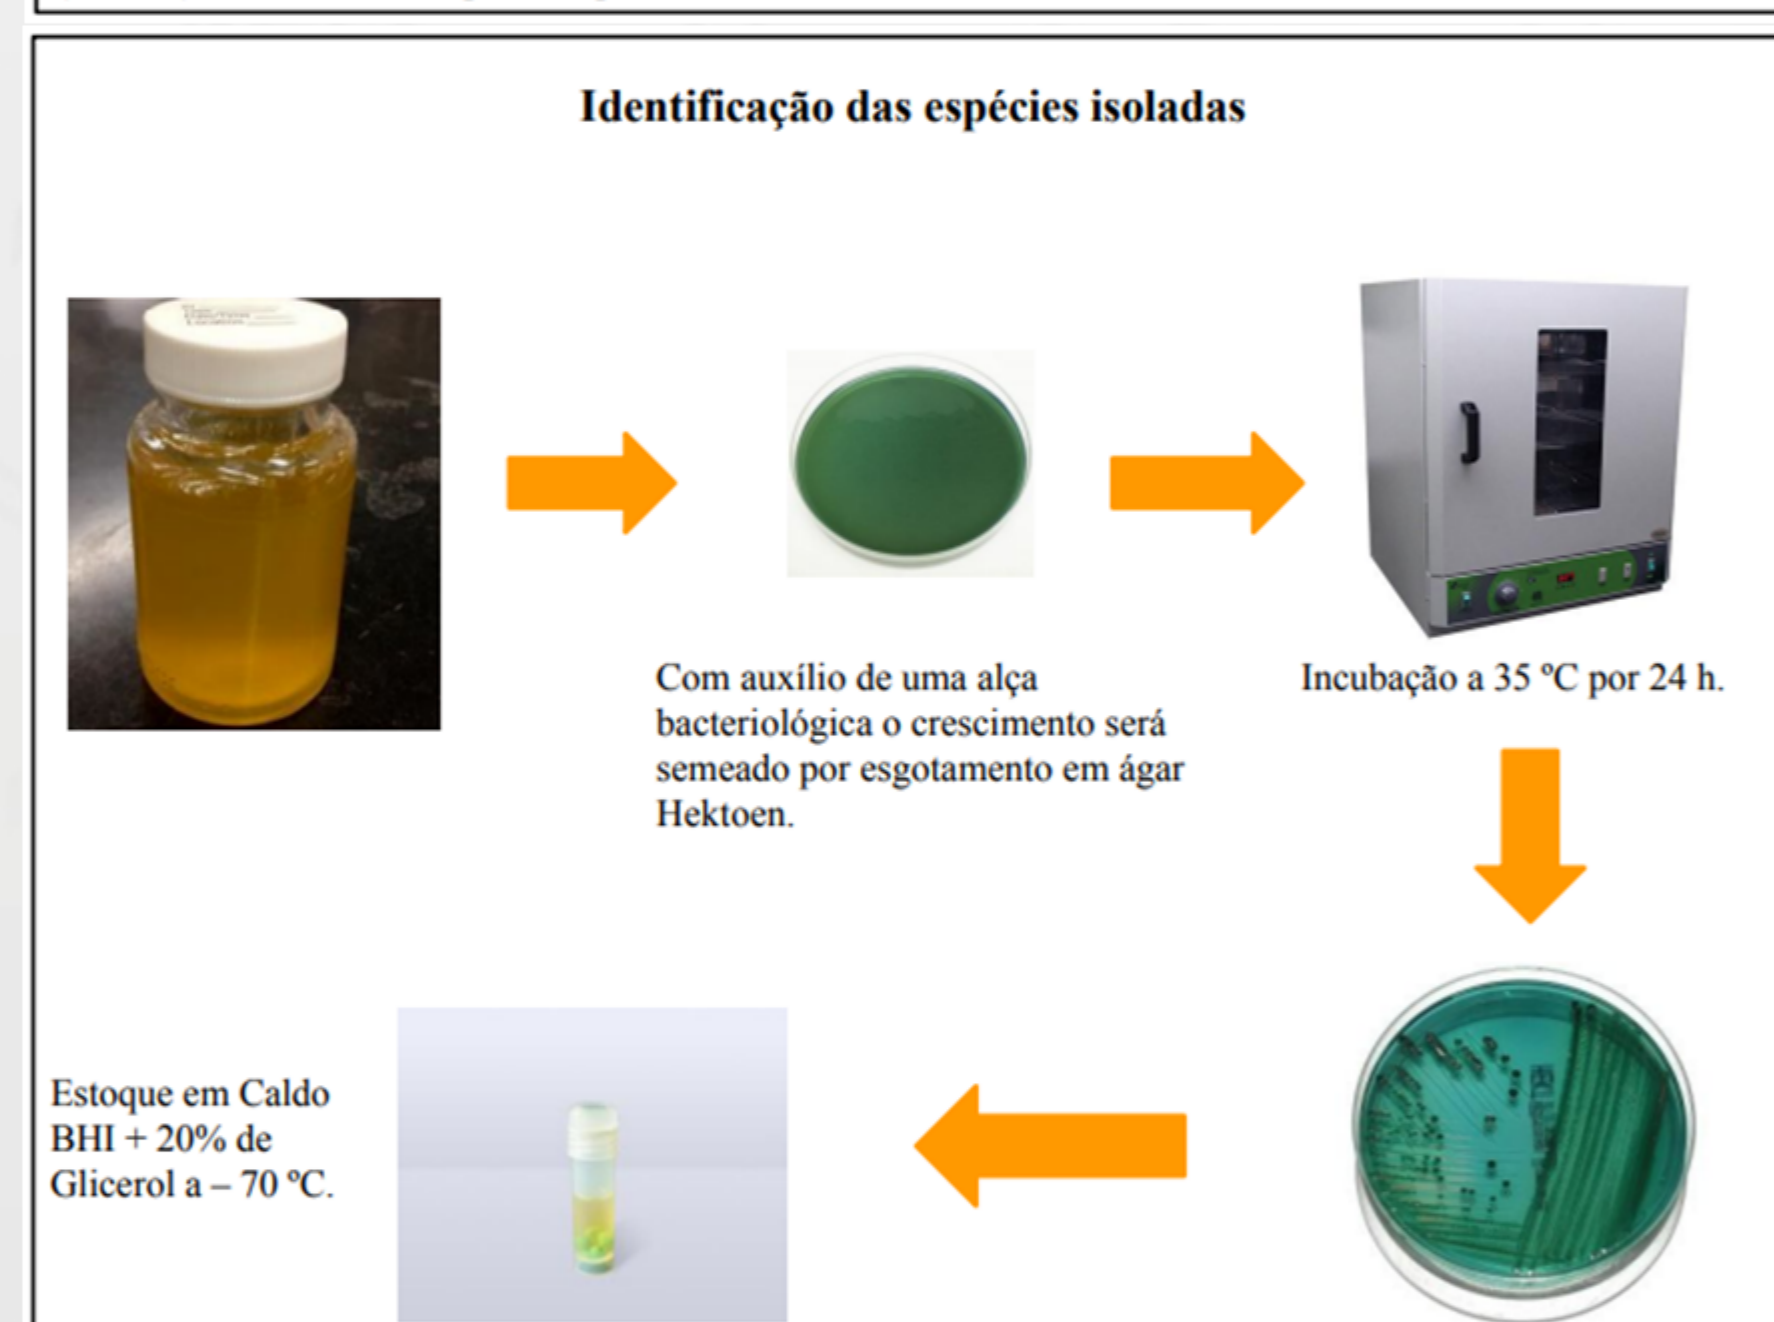 Identificação das espécies isoladas
Com auxílio de uma alça
bacteriológica o crescimento será
semeado por esgotamento em ágar
Hektoen.
Incubação a 35 ºC por 24 h.
Estoque em Caldo
BHI + 20% de
Glicerol a – 70 ºC.